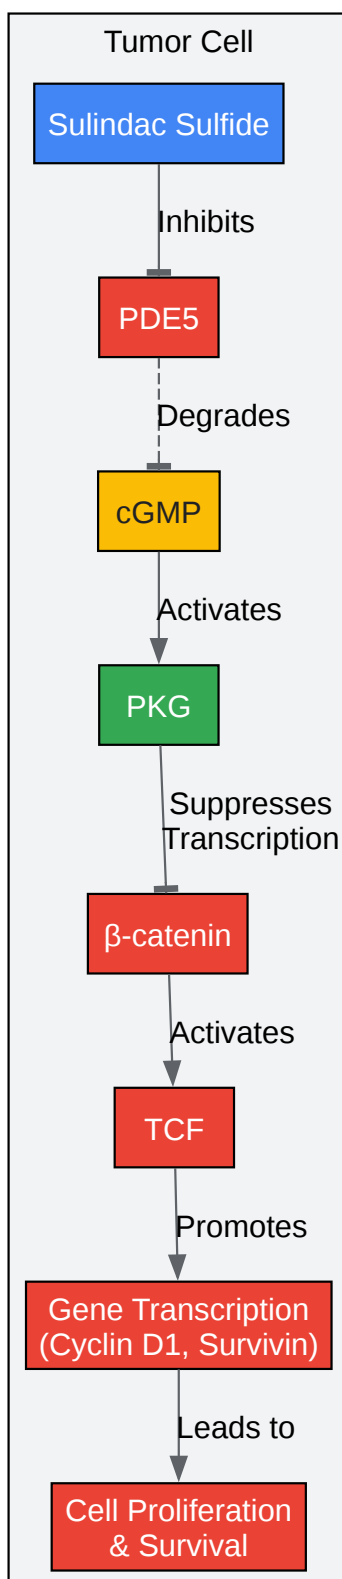 Tumor Cell
Sulindac Sulfide
Inhibits
PDE5
Degrades
cGMP
Activates
PKG
Suppresses
Transcription
β-catenin
Activates
TCF
Promotes
Gene Transcription
(Cyclin D1, Survivin)
Leads to
Cell Proliferation
& Survival